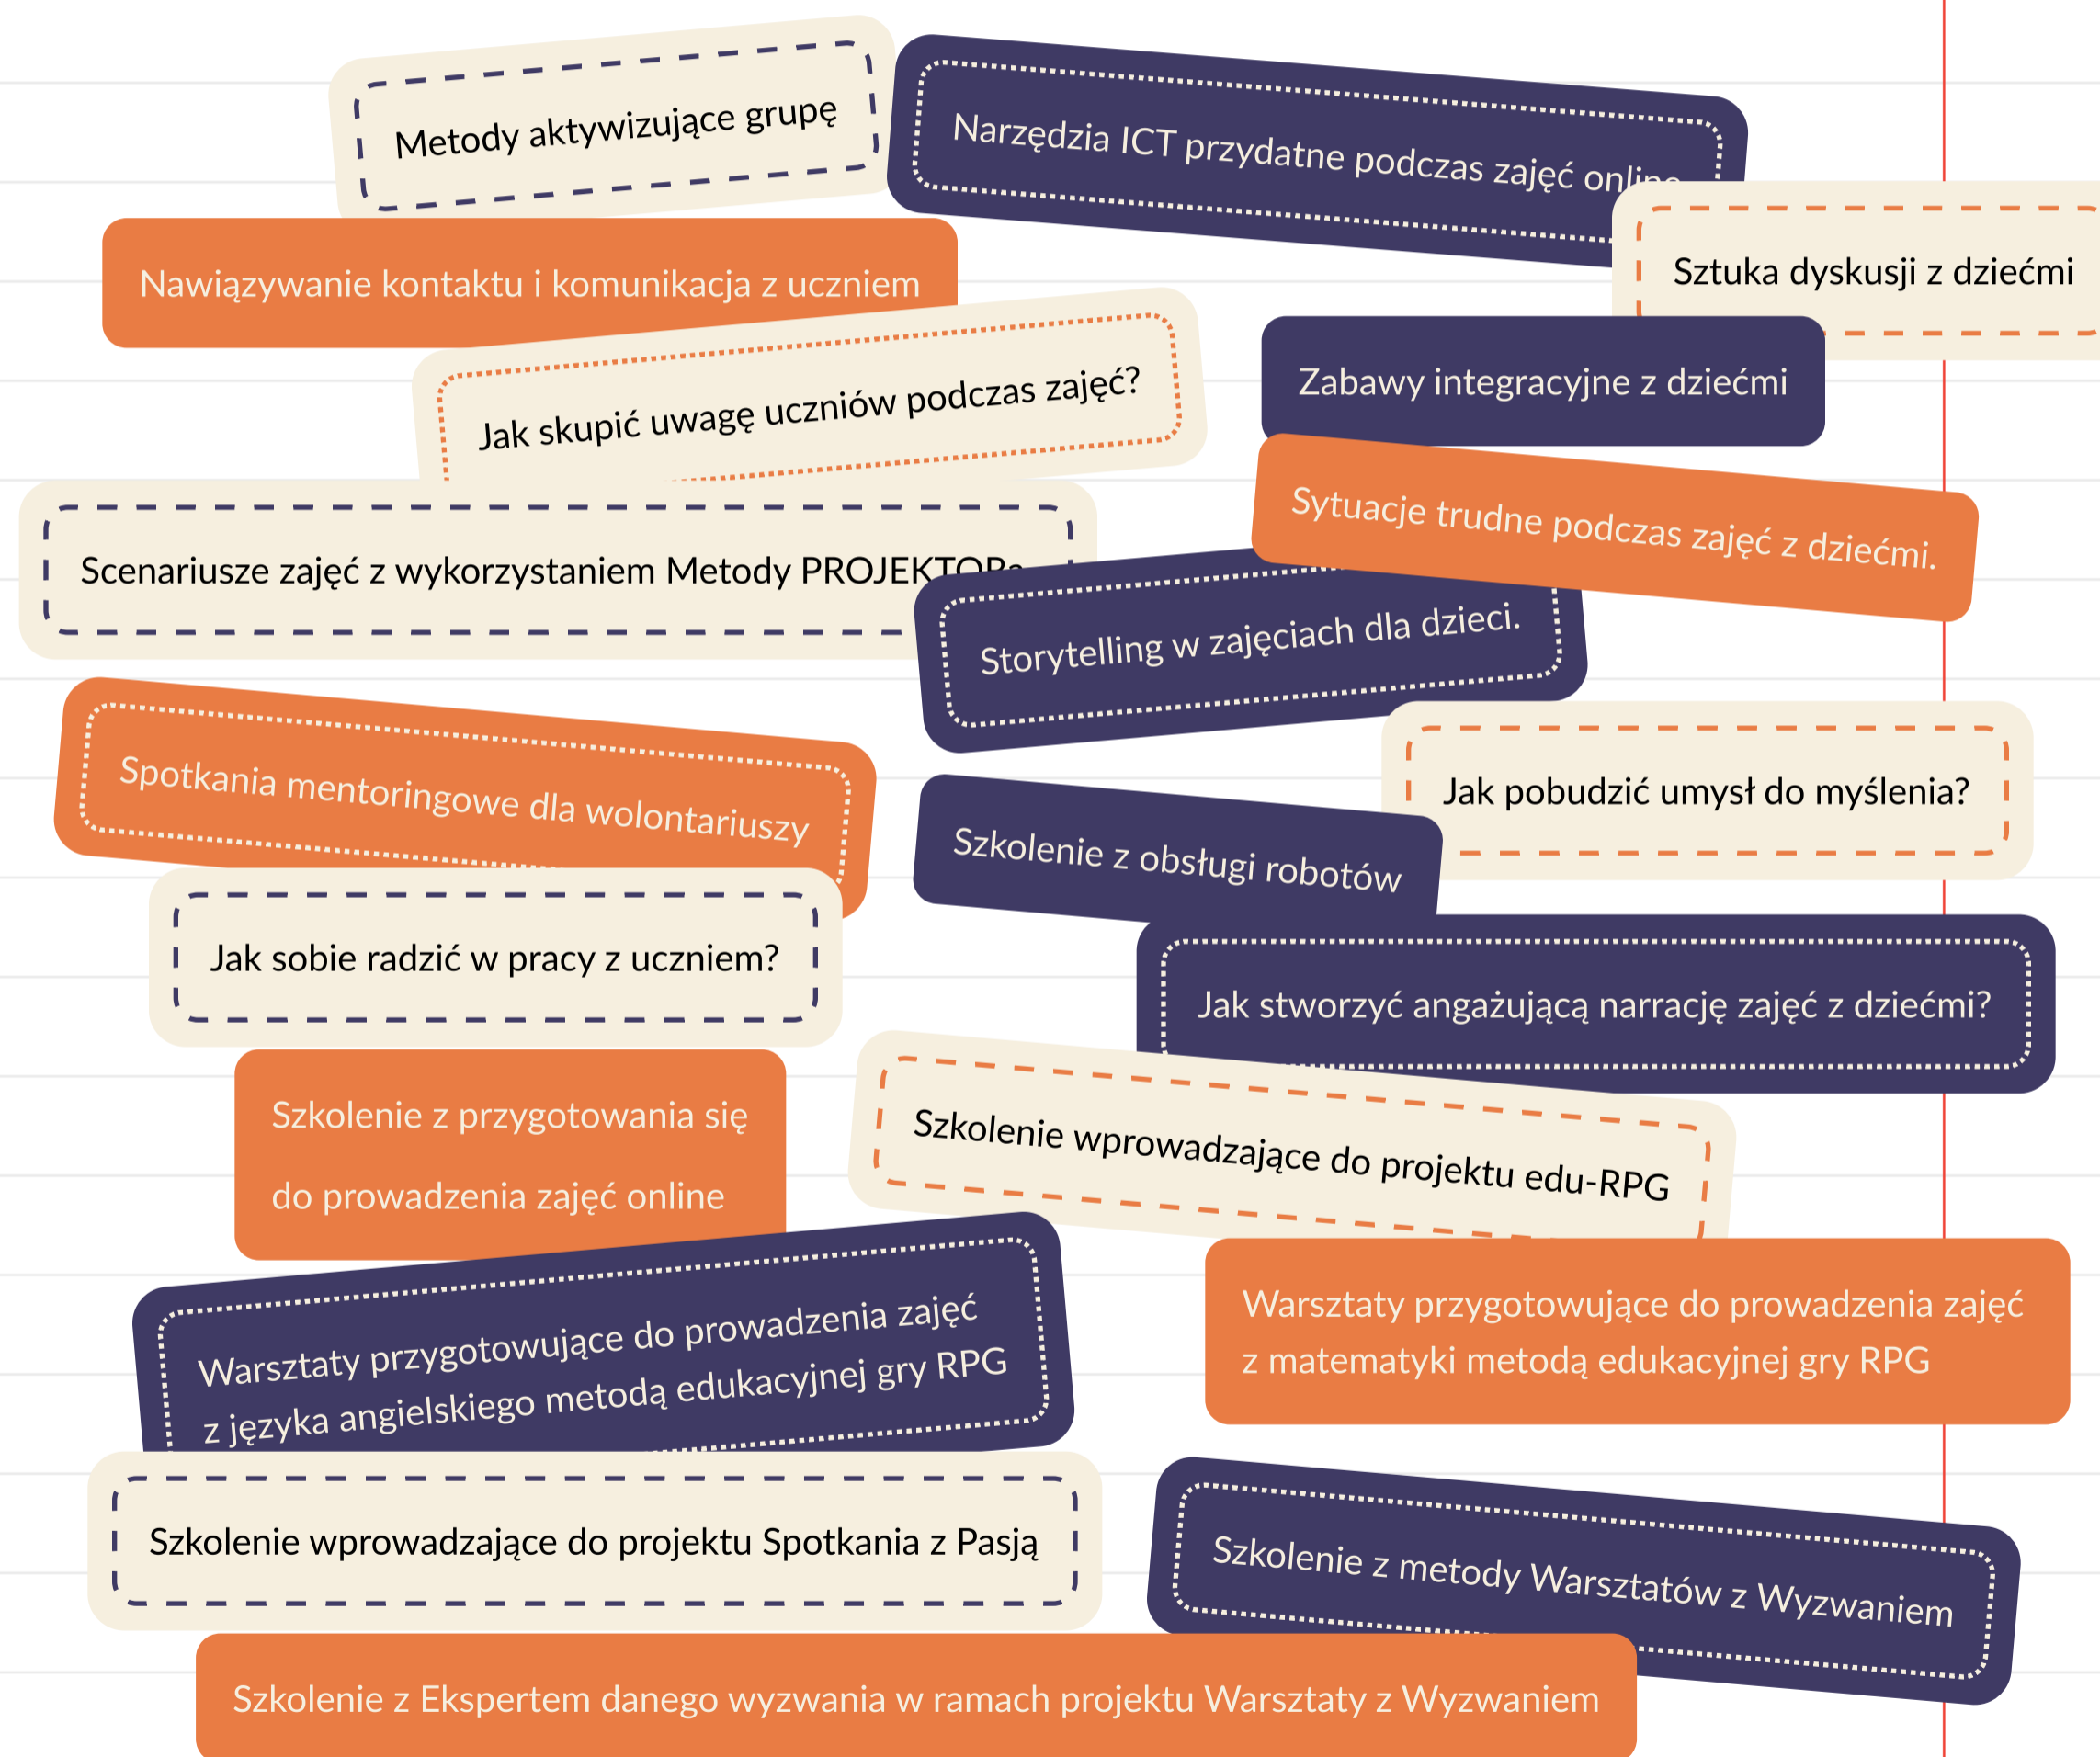 Metody aktywizujące grupę
Narzędzia ICT przydatne podczas zajęć online
Sztuka dyskusji z dziećmi
Nawiązywanie kontaktu i komunikacja z uczniem
Zabawy integracyjne z dziećmi
Jak skupić uwagę uczniów podczas zajęć?
Sytuacje trudne podczas zajęć z dziećmi.
Scenariusze zajęć z wykorzystaniem Metody PROJEKTORa
Storytelling w zajęciach dla dzieci.
Spotkania mentoringowe dla wolontariuszy
Jak pobudzić umysł do myślenia?
Szkolenie z obsługi robotów
Jak sobie radzić w pracy z uczniem?
Jak stworzyć angażującą narrację zajęć z dziećmi?
Szkolenie z przygotowania się
do prowadzenia zajęć online
Szkolenie wprowadzające do projektu edu-RPG
Warsztaty przygotowujące do prowadzenia zajęć
z matematyki metodą edukacyjnej gry RPG
Warsztaty przygotowujące do prowadzenia zajęć
z języka angielskiego metodą edukacyjnej gry RPG
Szkolenie wprowadzające do projektu Spotkania z Pasją
Szkolenie z metody Warsztatów z Wyzwaniem
Szkolenie z Ekspertem danego wyzwania w ramach projektu Warsztaty z Wyzwaniem